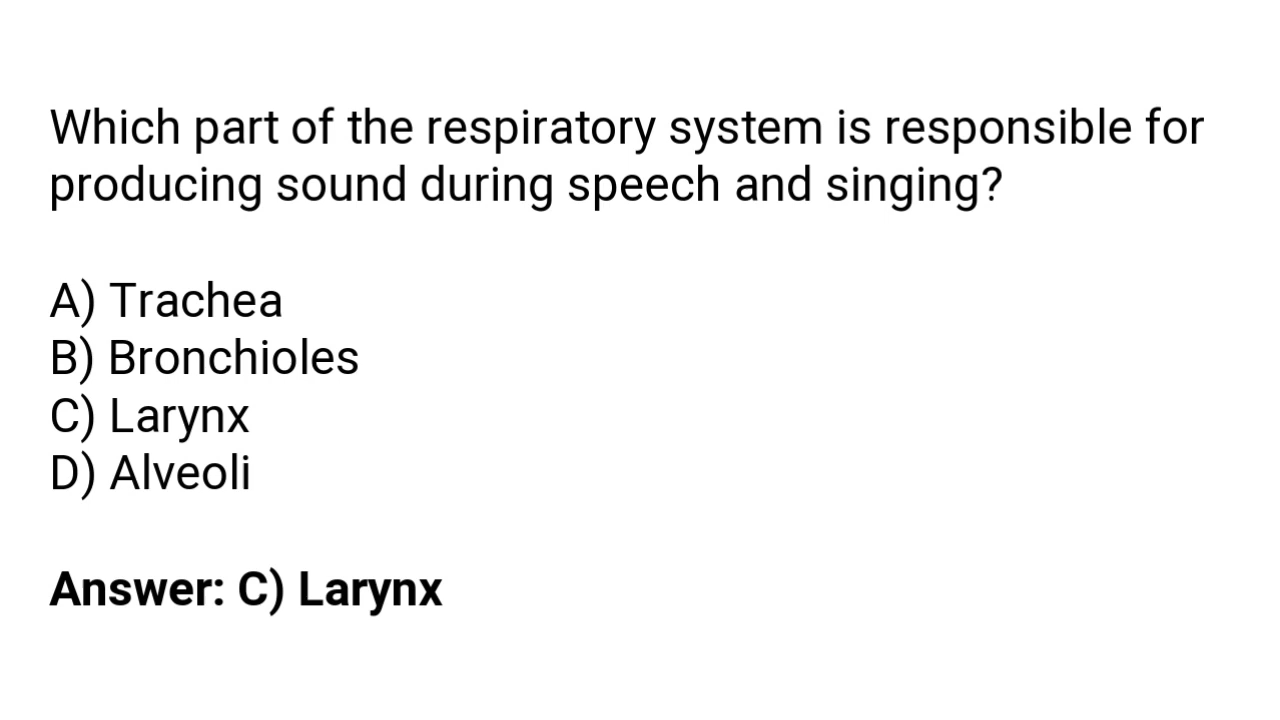 Which part of the respiratory system is responsible for
producing sound during speech and singing?
A) Trachea
B) Bronchioles
C) Larynx
D) Alveoli
Answer: C) Larynx